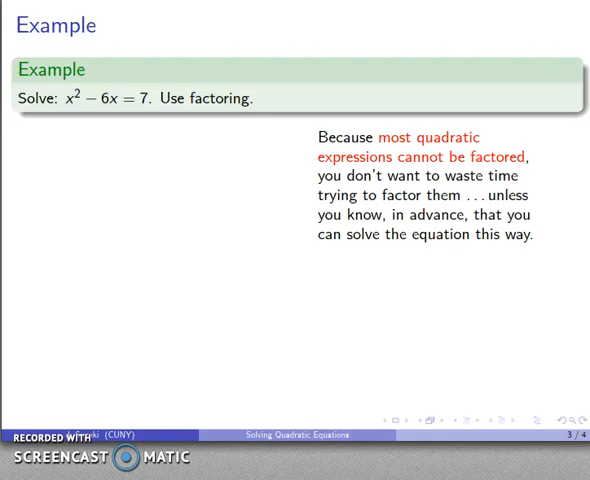 Example
Example
Solve: x² − 6x = 7. Use factoring.
Because most quadratic
expressions cannot be factored,
you don't want to waste time
trying to factor them ... unless
you know, in advance, that you
can solve the equation this way.
(CUNY)
Solving Quadratic Equations
3 / 4
RECORDED WITH
SCREENCAST MATIC